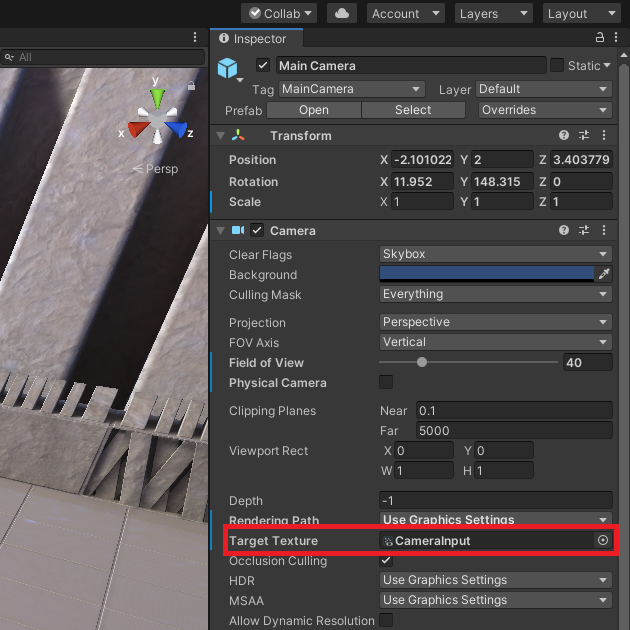 Collab Account Layers Layout
Inspector
All
Main Camera Static
Tag MainCamera Layer Default
Prefab Open Select Overrides
y
x z
Persp
Transform
Position X -2.101022 Y 2 Z 3.403779
Rotation X 11.952 Y 148.315 Z 0
Scale X 1 Y 1 Z 1
Camera
Clear Flags Skybox
Background
Culling Mask Everything
Projection Perspective
FOV Axis Vertical
Field of View 40
Physical Camera
Clipping Planes Near 0.1
Far 5000
Viewport Rect X 0 Y 0
W 1 H 1
Depth -1
Rendering Path Use Graphics Settings
Target Texture CameraInput
Occlusion Culling
HDR Use Graphics Settings
MSAA Use Graphics Settings
Allow Dynamic Resolution